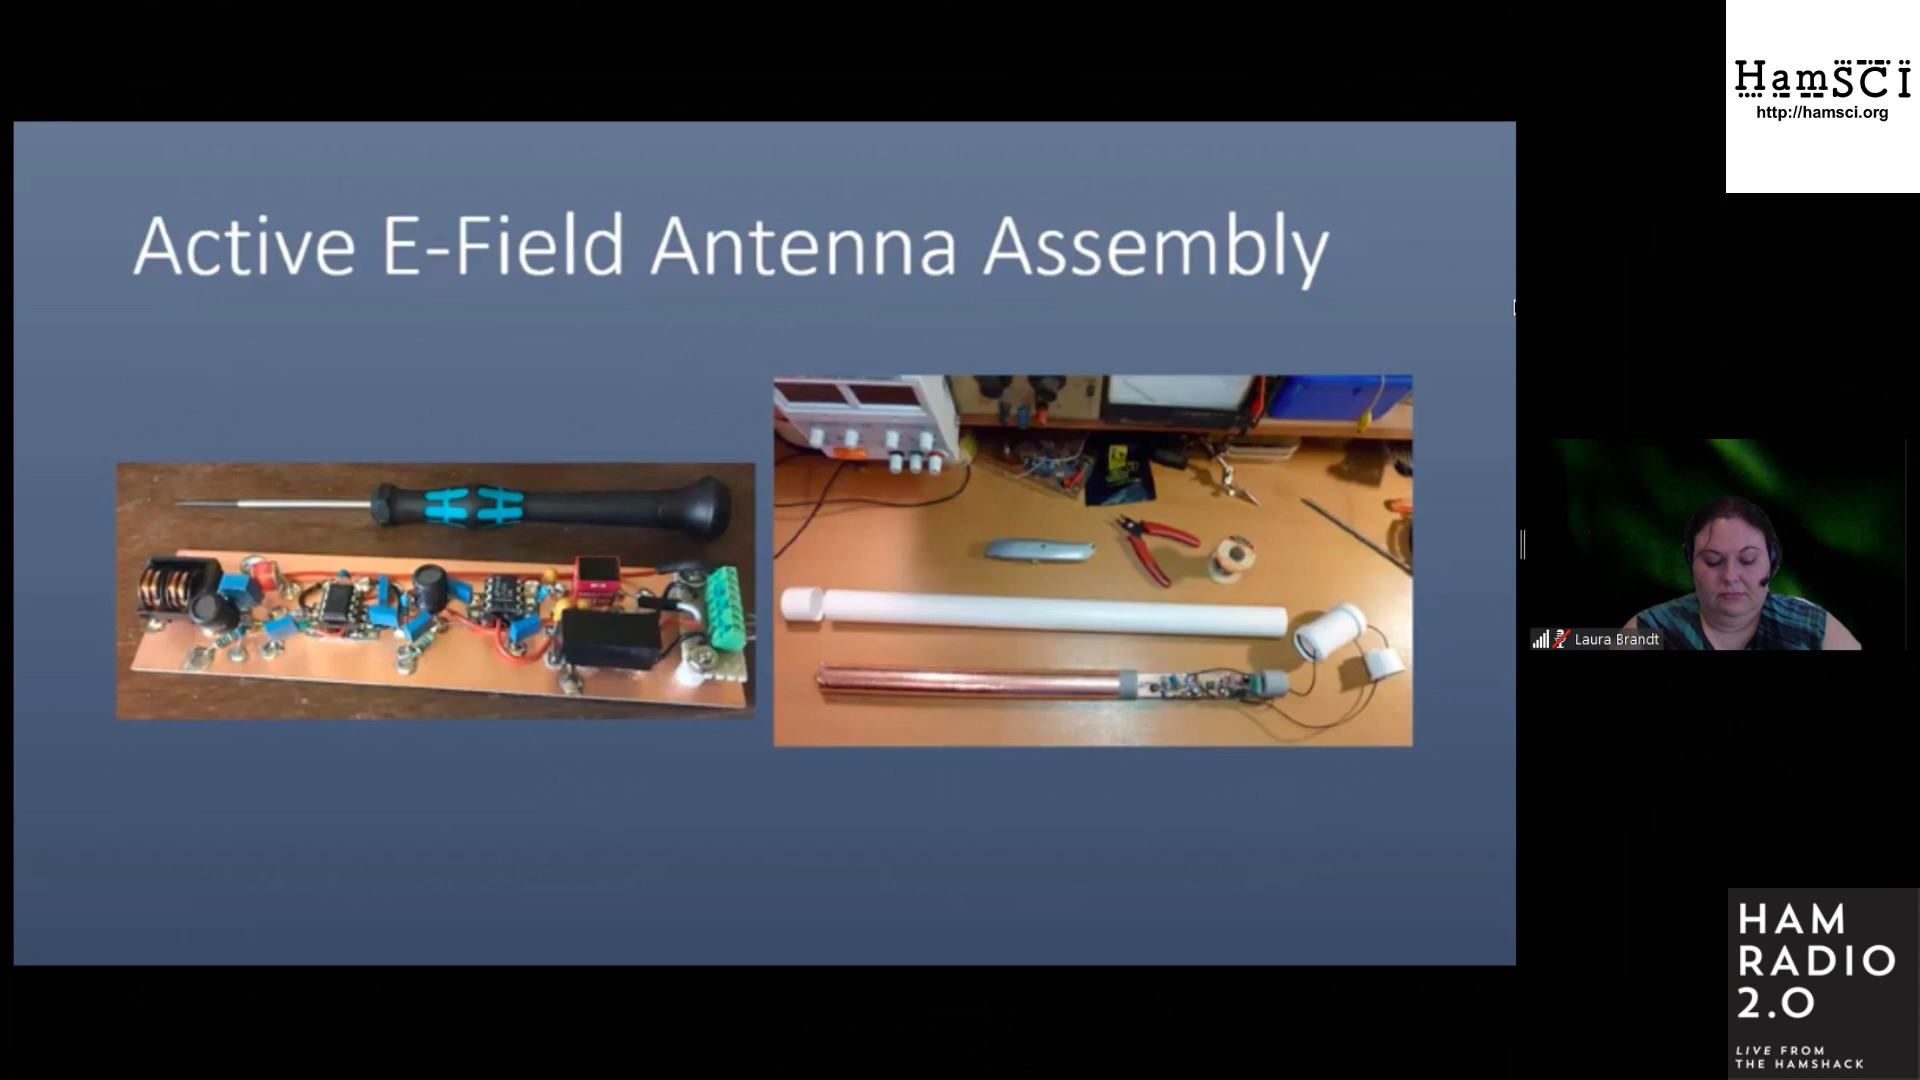 HamSCI
http://hamsci.org
Active E-Field Antenna Assembly
Laura Brandt
HAM
RADIO
2.0
LIVE FROM
THE HAMSHACK